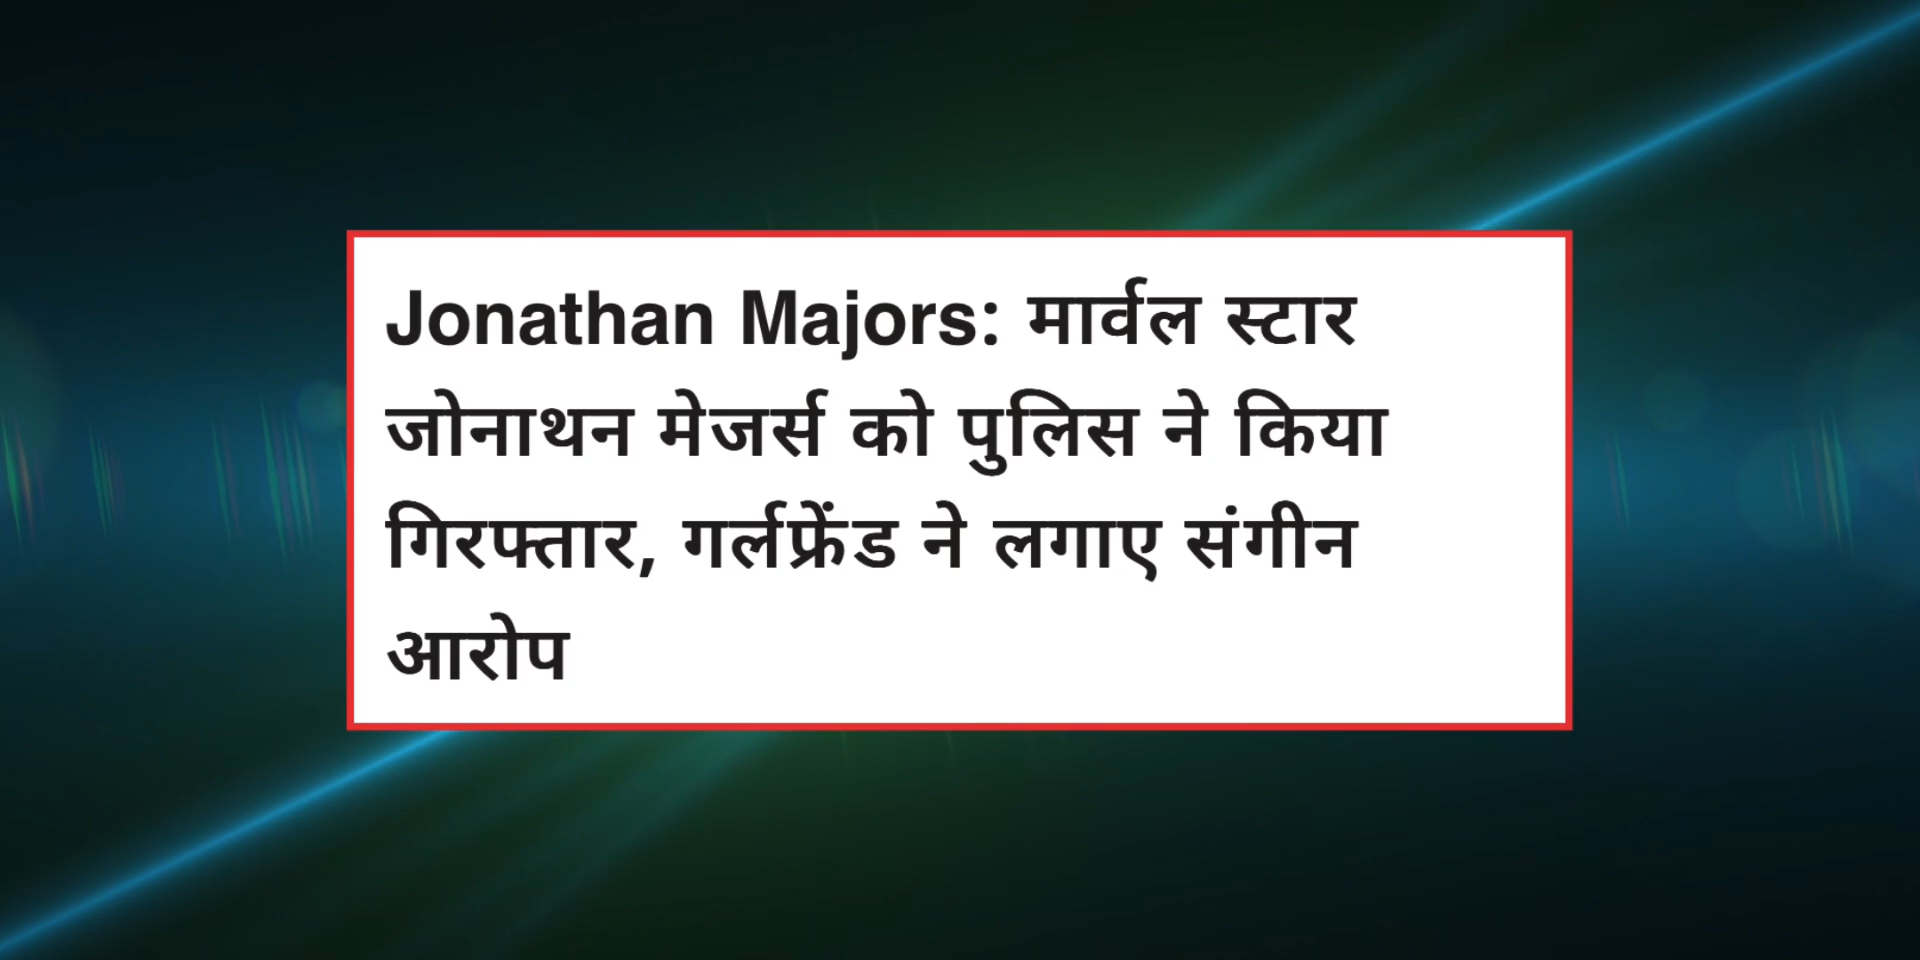 Jonathan Majors: मार्वल स्टार
जोनाथन मेजर्स को पुलिस ने किया
गिरफ्तार, गर्लफ्रेंड ने लगाए संगीन
आरोप